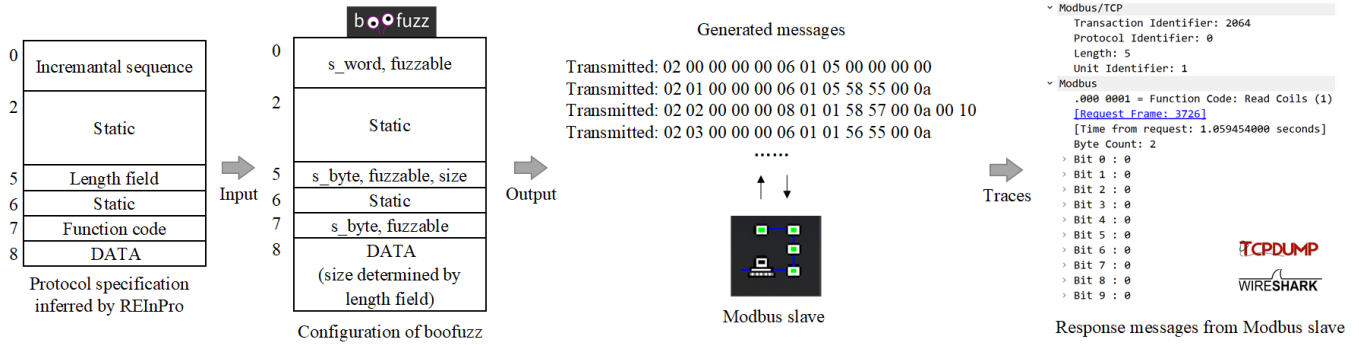 0
Incremantal sequence
2
Static
5
Length field
6
Static
7
Function code
8
DATA
Protocol specification
inferred by REInPro
Input
boofuzz
0
s_word, fuzzable
2
Static
5
s_byte, fuzzable, size
6
Static
7
s_byte, fuzzable
8
DATA
(size determined by
length field)
Configuration of boofuzz
Output
Generated messages
Transmitted: 02 00 00 00 00 06 01 05 00 00 00 00
Transmitted: 02 01 00 00 00 06 01 05 58 55 00 0a
Transmitted: 02 02 00 00 00 08 01 01 58 57 00 0a 00 10
Transmitted: 02 03 00 00 00 06 01 01 56 55 00 0a
......
Modbus slave
Traces
Modbus/TCP
Transaction Identifier: 2064
Protocol Identifier: 0
Length: 5
Unit Identifier: 1
Modbus
.000 0001 = Function Code: Read Coils (1)
[Request Frame: 3726]
[Time from request: 1.059454000 seconds]
Byte Count: 2
Bit 0 : 0
Bit 1 : 0
Bit 2 : 0
Bit 3 : 0
Bit 4 : 0
Bit 5 : 0
Bit 6 : 0
Bit 7 : 0
Bit 8 : 0
Bit 9 : 0
TCPDUMP
WIRESHARK
Response messages from Modbus slave